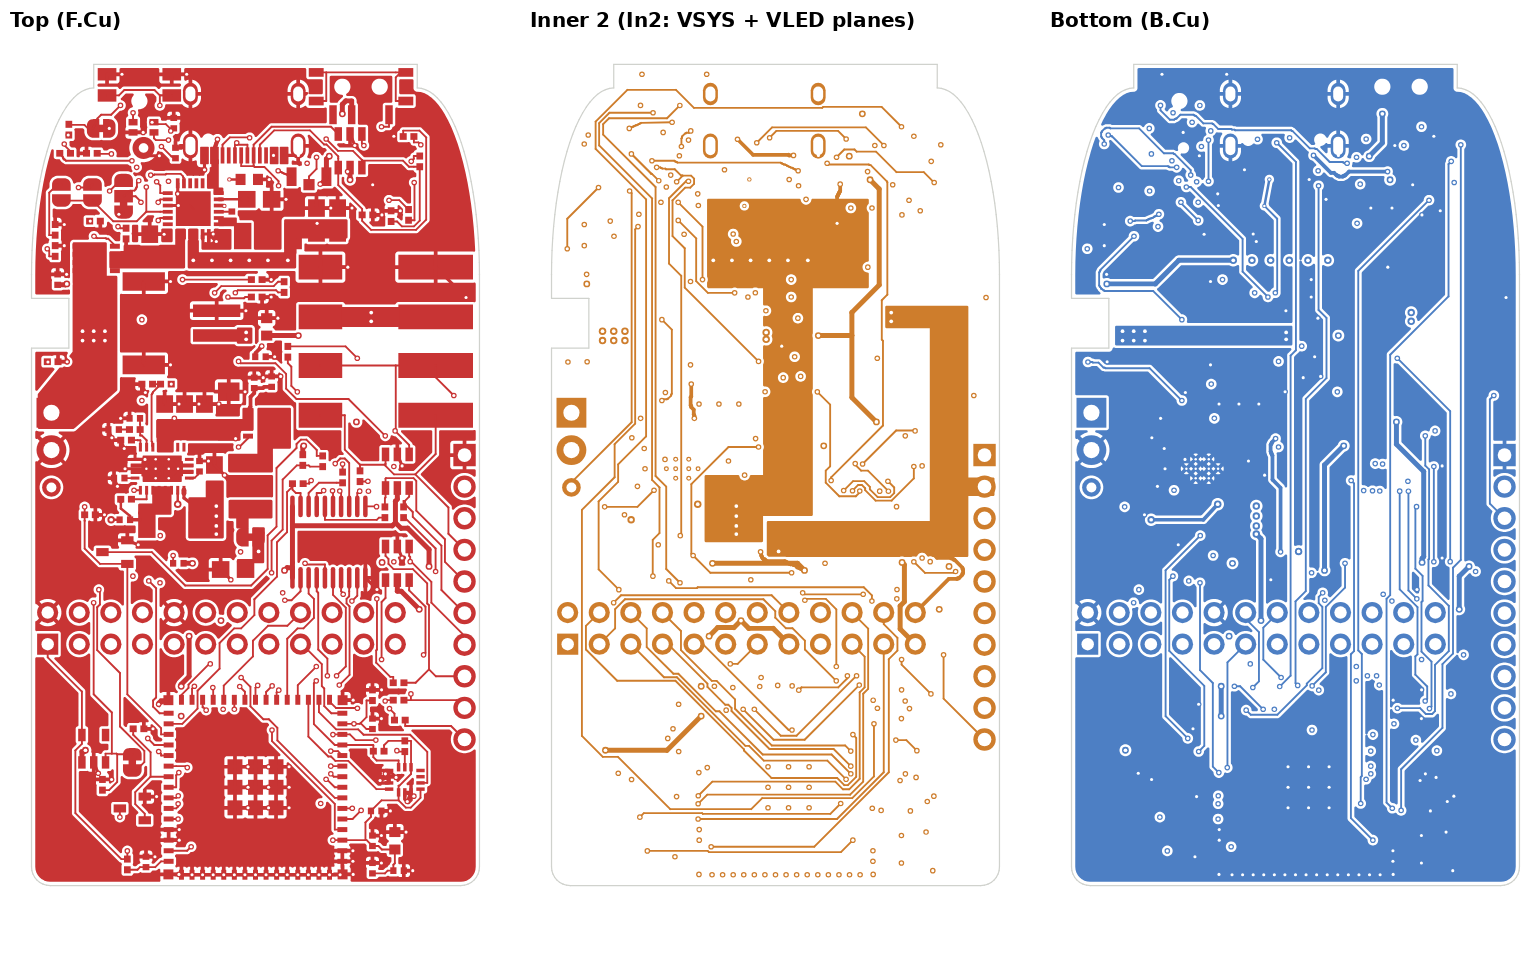 Top (F.Cu)
Inner 2 (In2: VSYS + VLED planes)
Bottom (B.Cu)